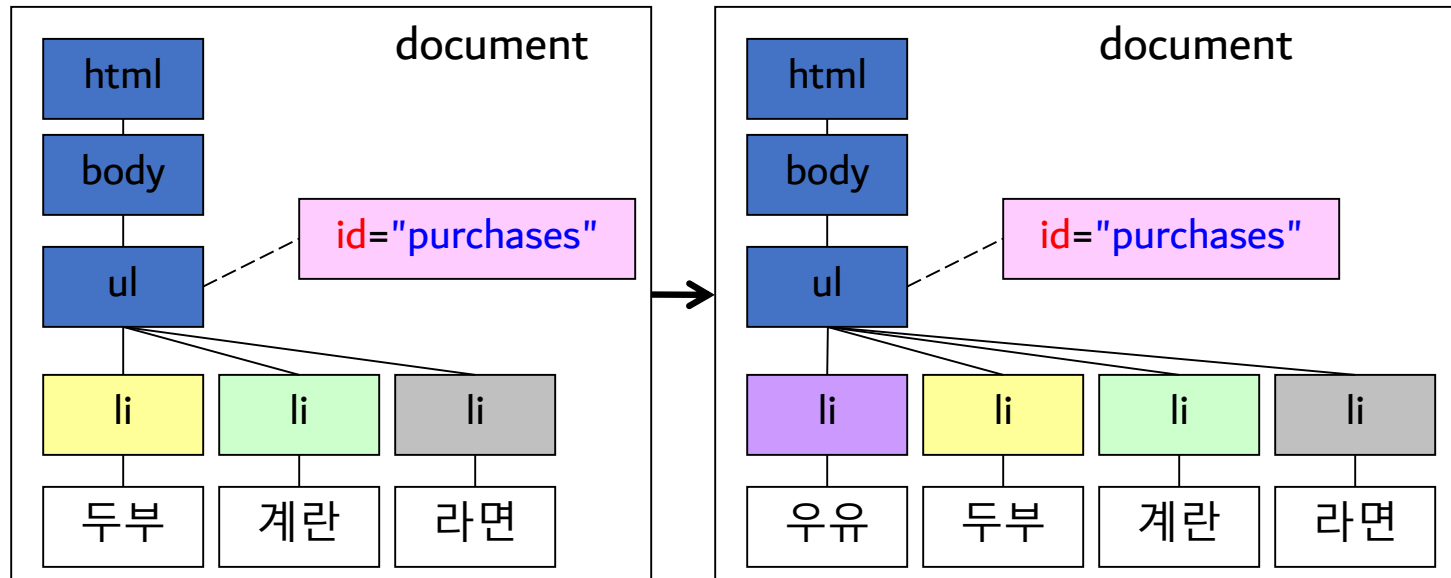 document
html
body
id="purchases"
ul
li li li
두부 계란 라면
document
html
body
id="purchases"
ul
li li li li
우유 두부 계란 라면